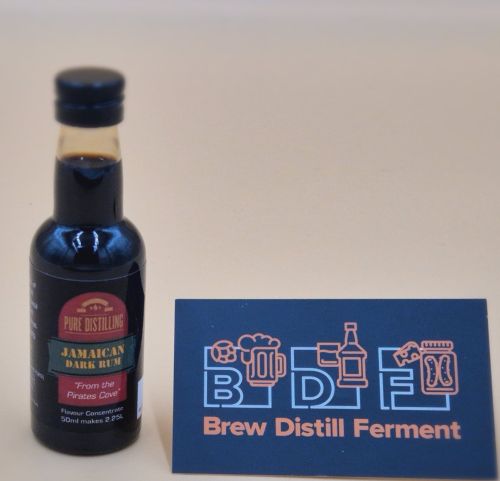 PURE DISTILLING
JAMAICAN
DARK RUM
"From the
Pirates Cove"
Flavour Concentrate
50ml makes 2.25L
B D F
Brew Distill Ferment